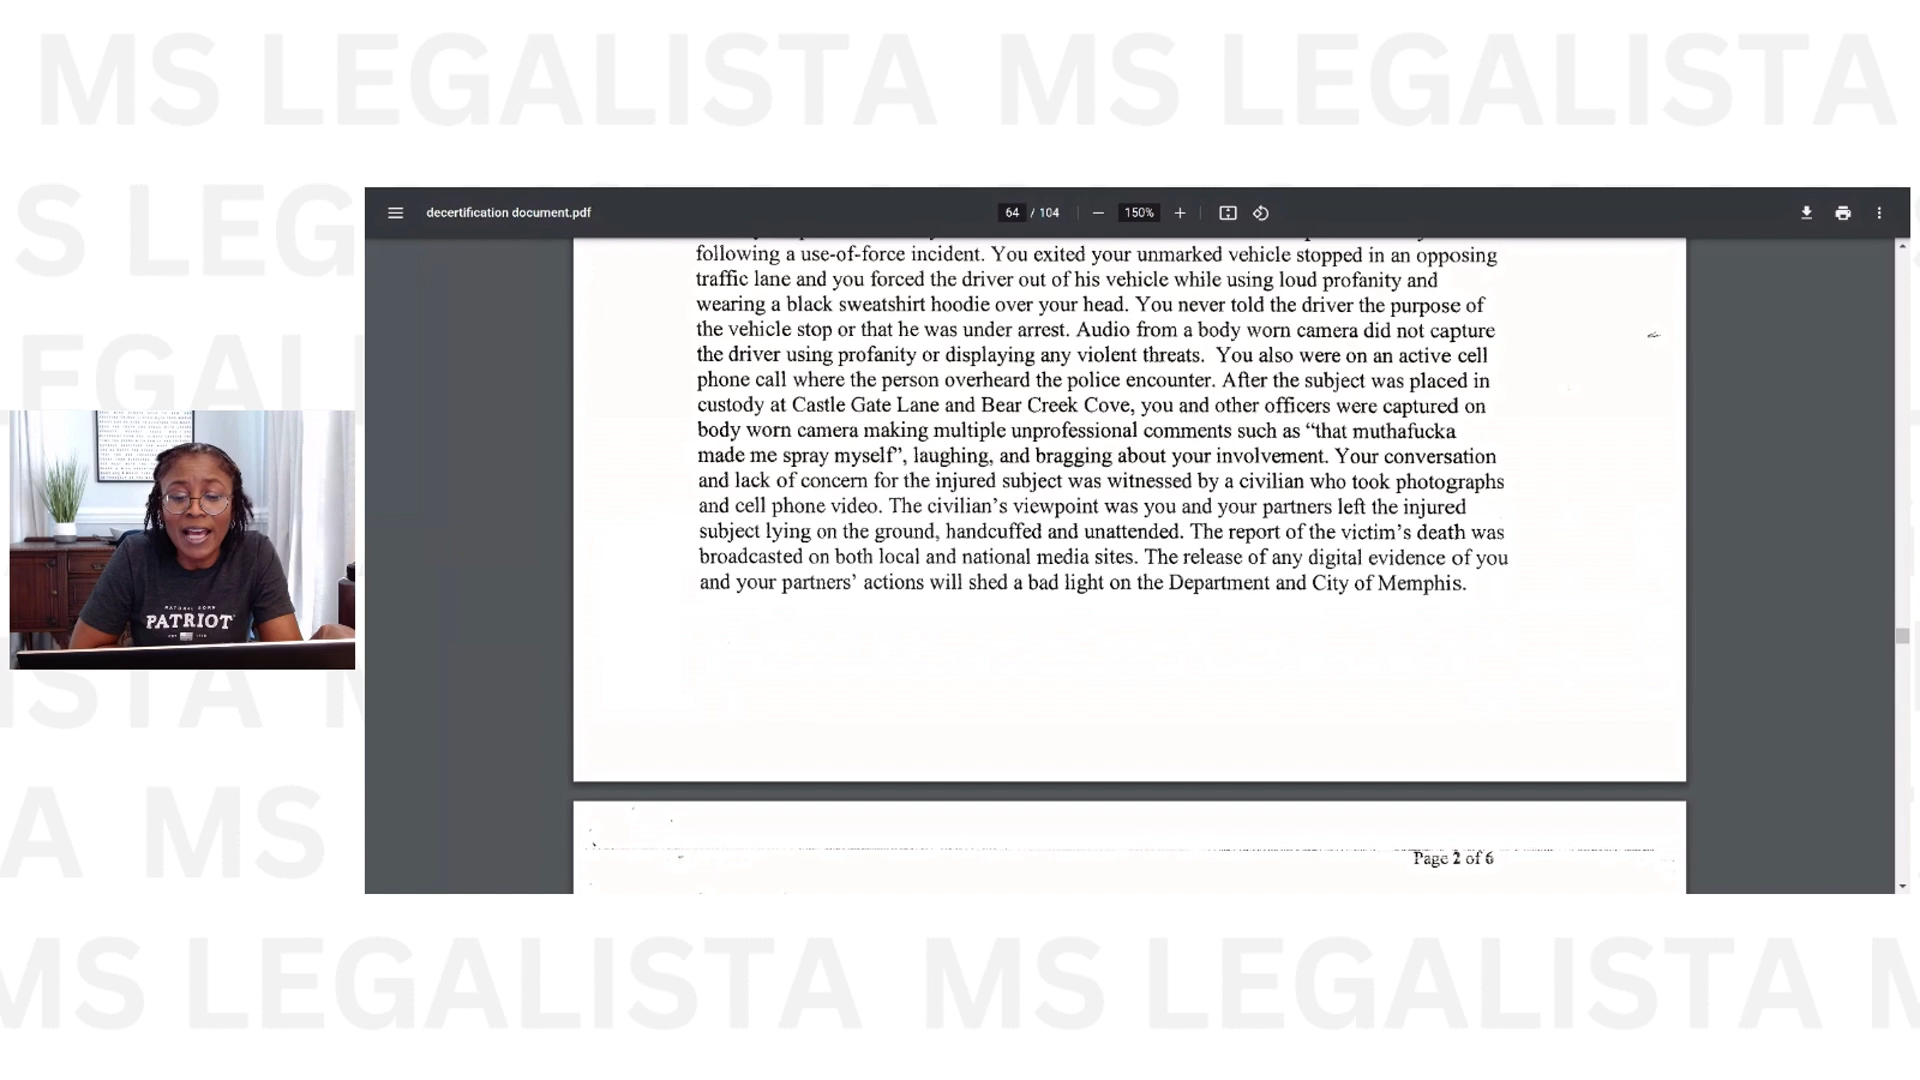 MS LEGALISTA MS LEGALISTA
S LEG
decertification document.pdf
64 / 104
150%
following a use-of-force incident. You exited your unmarked vehicle stopped in an opposing
traffic lane and you forced the driver out of his vehicle while using loud profanity and
wearing a black sweatshirt hoodie over your head. You never told the driver the purpose of
the vehicle stop or that he was under arrest. Audio from a body worn camera did not capture
the driver using profanity or displaying any violent threats. You also were on an active cell
phone call where the person overheard the police encounter. After the subject was placed in
custody at Castle Gate Lane and Bear Creek Cove, you and other officers were captured on
body worn camera making multiple unprofessional comments such as “that muthafucka
made me spray myself”, laughing, and bragging about your involvement. Your conversation
and lack of concern for the injured subject was witnessed by a civilian who took photographs
and cell phone video. The civilian’s viewpoint was you and your partners left the injured
subject lying on the ground, handcuffed and unattended. The report of the victim’s death was
broadcasted on both local and national media sites. The release of any digital evidence of you
and your partners’ actions will shed a bad light on the Department and City of Memphis.
Page 2 of 6
EGALI
PATRIOT
ISTA
A MS
MS LEGALISTA MS LEGALISTA M